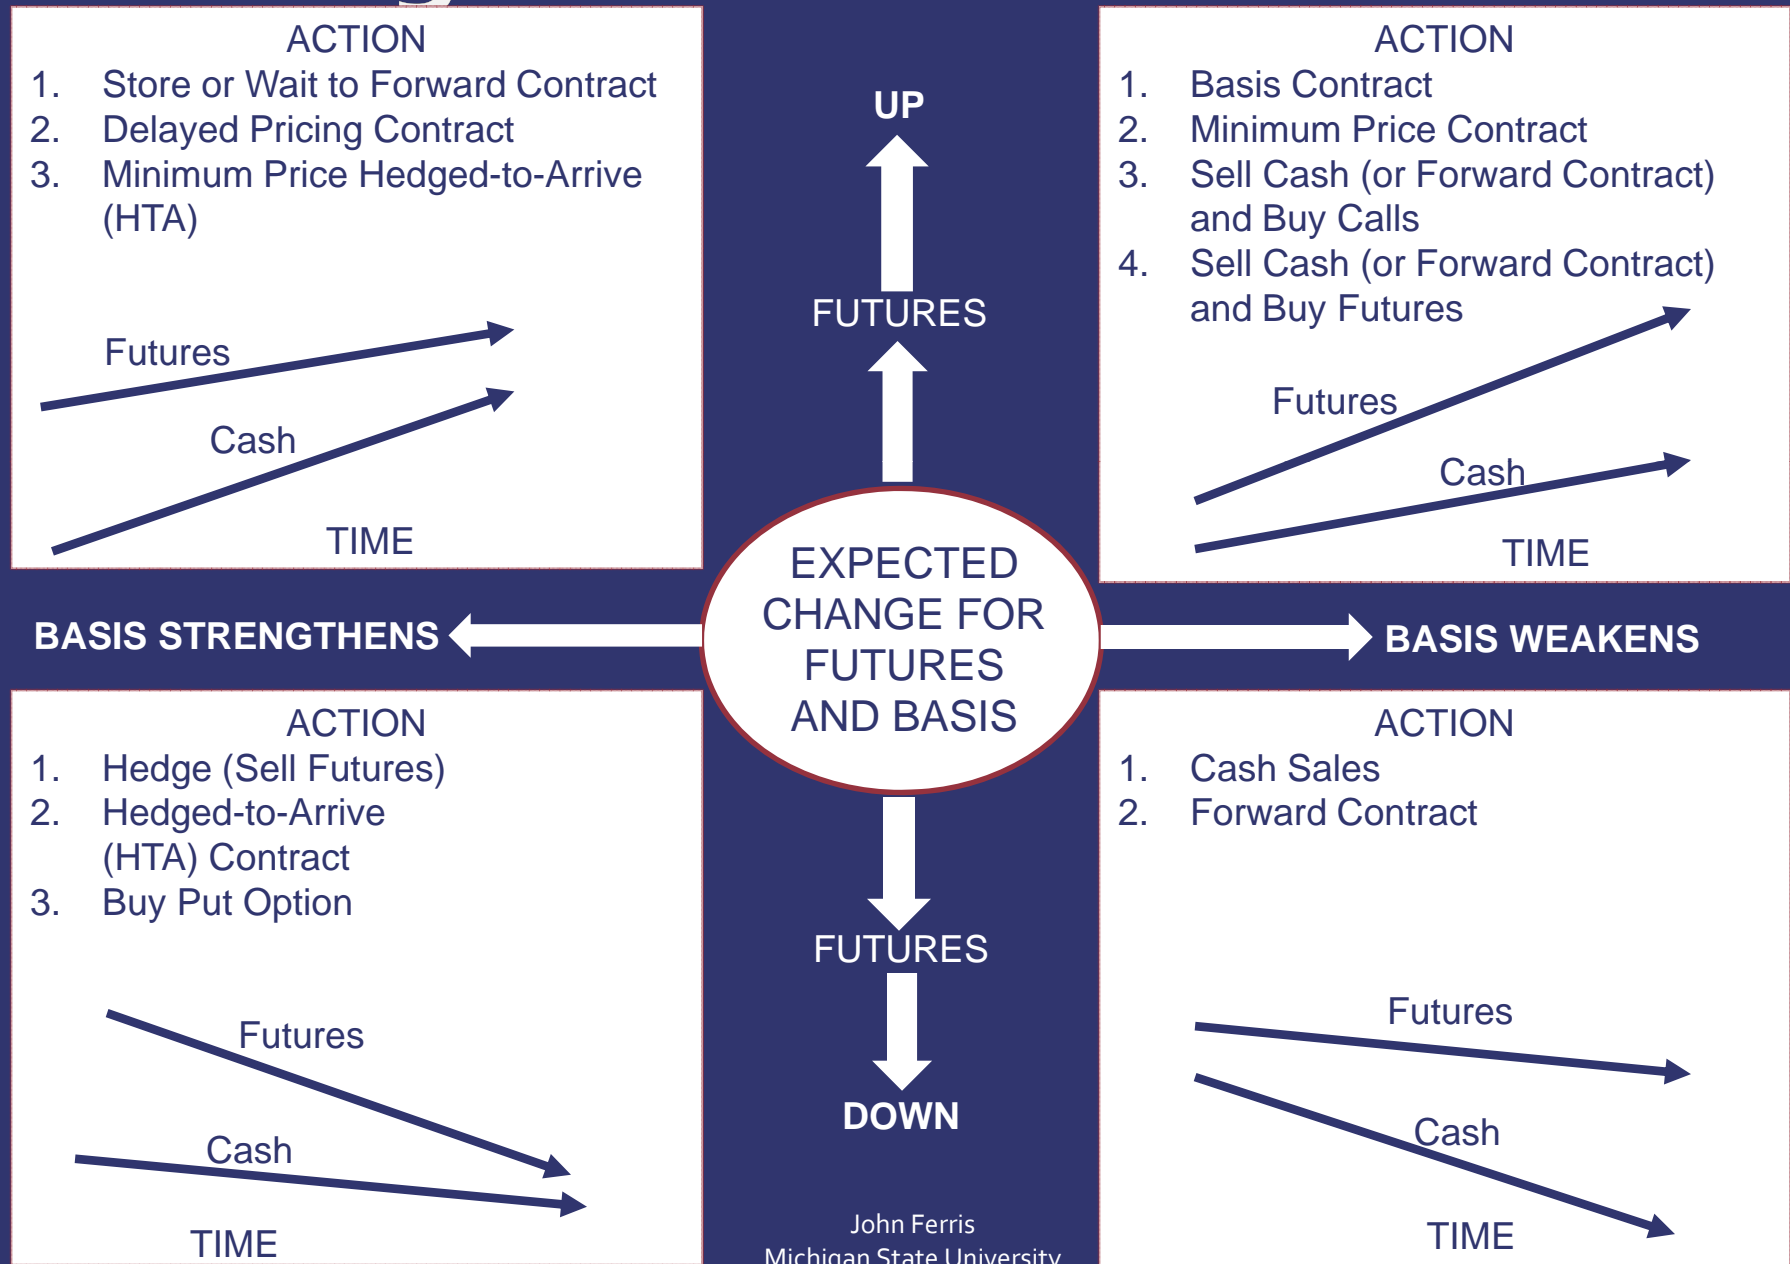 ACTION
1. Store or Wait to Forward Contract
2. Delayed Pricing Contract
3. Minimum Price Hedged-to-Arrive
(HTA)
Futures
Cash
TIME
UP
FUTURES
ACTION
1. Basis Contract
2. Minimum Price Contract
3. Sell Cash (or Forward Contract)
and Buy Calls
4. Sell Cash (or Forward Contract)
and Buy Futures
Futures
Cash
TIME
BASIS STRENGTHENS
EXPECTED
CHANGE FOR
FUTURES
AND BASIS
BASIS WEAKENS
ACTION
1. Hedge (Sell Futures)
2. Hedged-to-Arrive
(HTA) Contract
3. Buy Put Option
Futures
Cash
TIME
FUTURES
DOWN
John Ferris
Michigan State University
ACTION
1. Cash Sales
2. Forward Contract
Futures
Cash
TIME